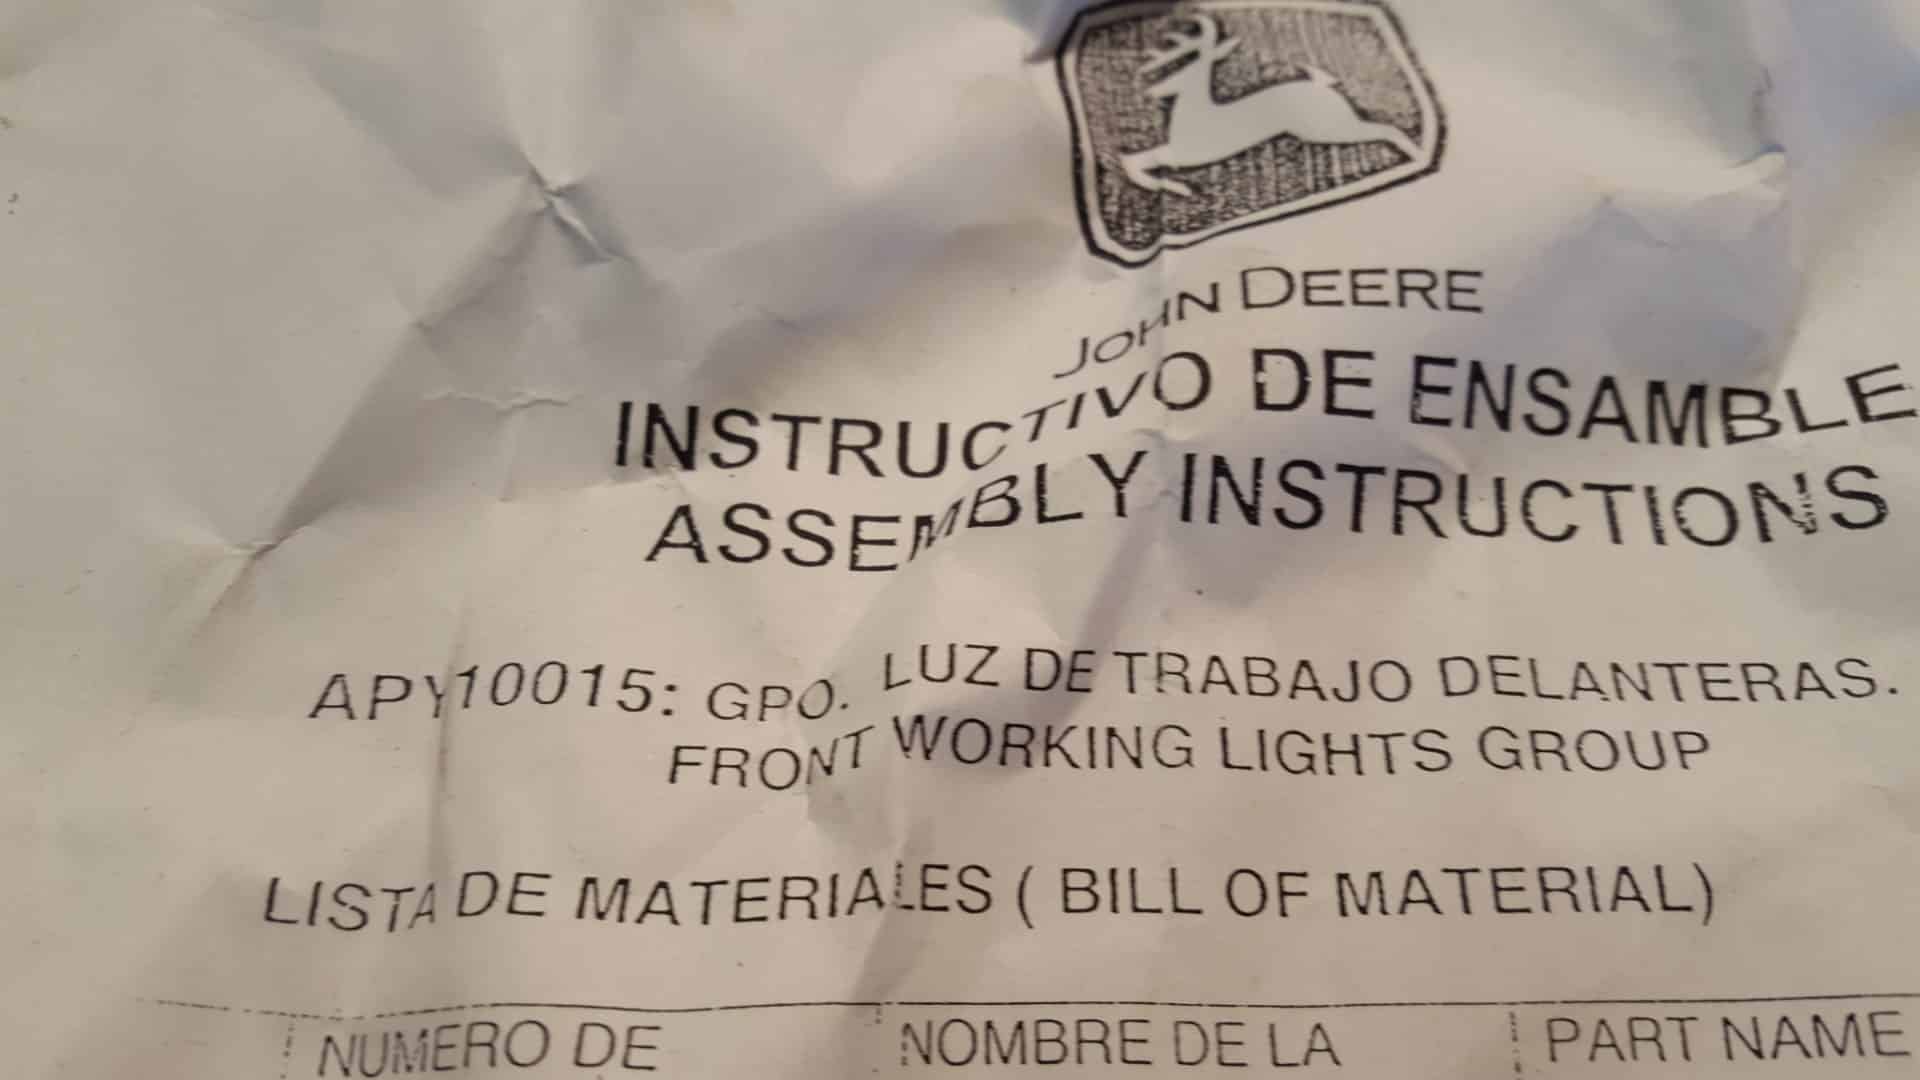 JOHN DEERE
INSTRUCTIVO DE ENSAMBLE
ASSEMBLY INSTRUCTIONS
APY10015: GPO. LUZ DE TRABAJO DELANTERAS.
FRONT WORKING LIGHTS GROUP
LISTA DE MATERIALES ( BILL OF MATERIAL)
NUMERO DE NOMBRE DE LA PART NAME